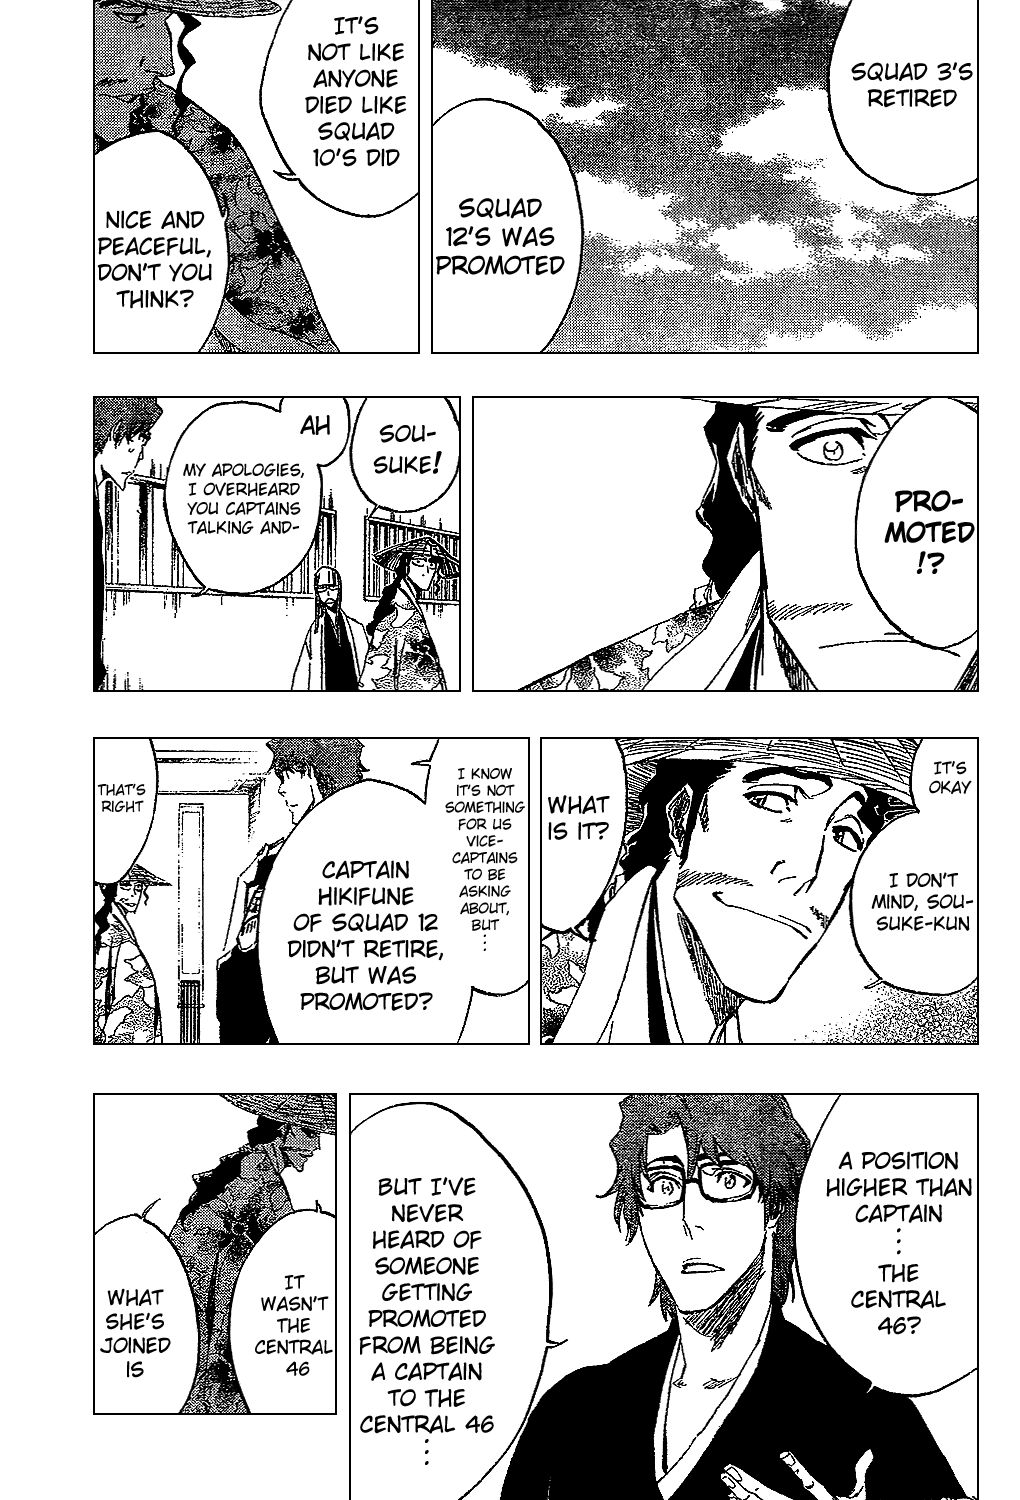 SQUAD 3'S
RETIRED
SQUAD
12'S WAS
PROMOTED
IT'S
NOT LIKE
ANYONE
DIED LIKE
SQUAD
10'S DID
NICE AND
PEACEFUL,
DON'T YOU
THINK?
PRO-
MOTED
!?
SOU-
SUKE!
AH
MY APOLOGIES,
I OVERHEARD
YOU CAPTAINS
TALKING AND-
IT'S
OKAY
I DON'T
MIND, SOU-
SUKE-KUN
WHAT
IS IT?
I KNOW
IT'S NOT
SOMETHING
FOR US
VICE-
CAPTAINS
TO BE
ASKING
ABOUT,
BUT
...
CAPTAIN
HIKIFUNE
OF SQUAD 12
DIDN'T RETIRE,
BUT WAS
PROMOTED?
THAT'S
RIGHT
A POSITION
HIGHER THAN
CAPTAIN
...
THE
CENTRAL
46?
BUT I'VE
NEVER
HEARD OF
SOMEONE
GETTING
PROMOTED
FROM BEING
A CAPTAIN
TO THE
CENTRAL 46
...
IT
WASN'T
THE
CENTRAL
46
WHAT
SHE'S
JOINED
IS